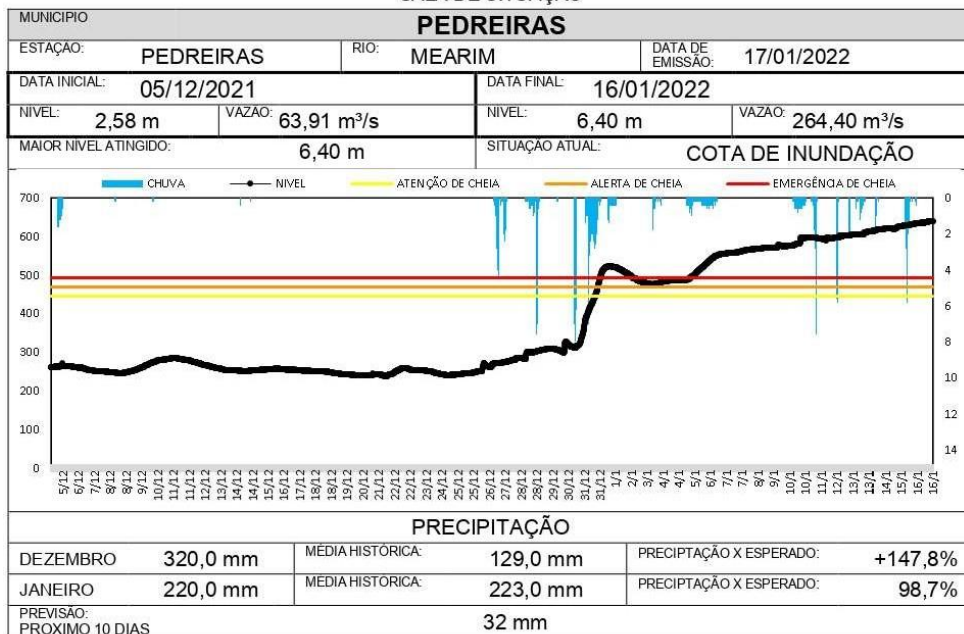 MUNICIPIO
PEDREIRAS
ESTAÇÃO: PEDREIRAS RIO: MEARIM DATA DE EMISSÃO: 17/01/2022
DATA INICIAL: 05/12/2021 DATA FINAL: 16/01/2022
NÍVEL: 2,58 m VAZÃO: 63,91 m³/s NÍVEL: 6,40 m VAZÃO: 264,40 m³/s
MAIOR NÍVEL ATINGIDO: 6,40 m SITUAÇÃO ATUAL: COTA DE INUNDAÇÃO
CHUVA NIVEL ATENÇÃO DE CHEIA ALERTA DE CHEIA EMERGÊNCIA DE CHEIA
700 0
600 2
500 4
400 6
300 8
200 10
100 12
0 14
5/12 6/12 7/12 8/12 8/12 9/12 10/12 11/12 11/12 12/12 13/12 14/12 14/12 15/12 16/12 17/12 17/12 18/12 18/12 19/12 20/12 21/12 21/12 22/12 23/12 24/12 24/12 25/12 25/12 26/12 27/12 28/12 28/12 29/12 30/12 31/12 31/12 1/1 2/1 3/1 4/1 4/1 5/1 6/1 7/1 7/1 8/1 9/1 10/1 10/1 11/1 12/1 13/1 13/1 14/1 15/1 16/1 16/1
PRECIPITAÇÃO
DEZEMBRO 320,0 mm MÉDIA HISTÓRICA: 129,0 mm PRECIPTAÇÃO X ESPERADO: +147,8%
JANEIRO 220,0 mm MÉDIA HISTÓRICA: 223,0 mm PRECIPTAÇÃO X ESPERADO: 98,7%
PREVISÃO:
PROXIMO 10 DIAS 32 mm